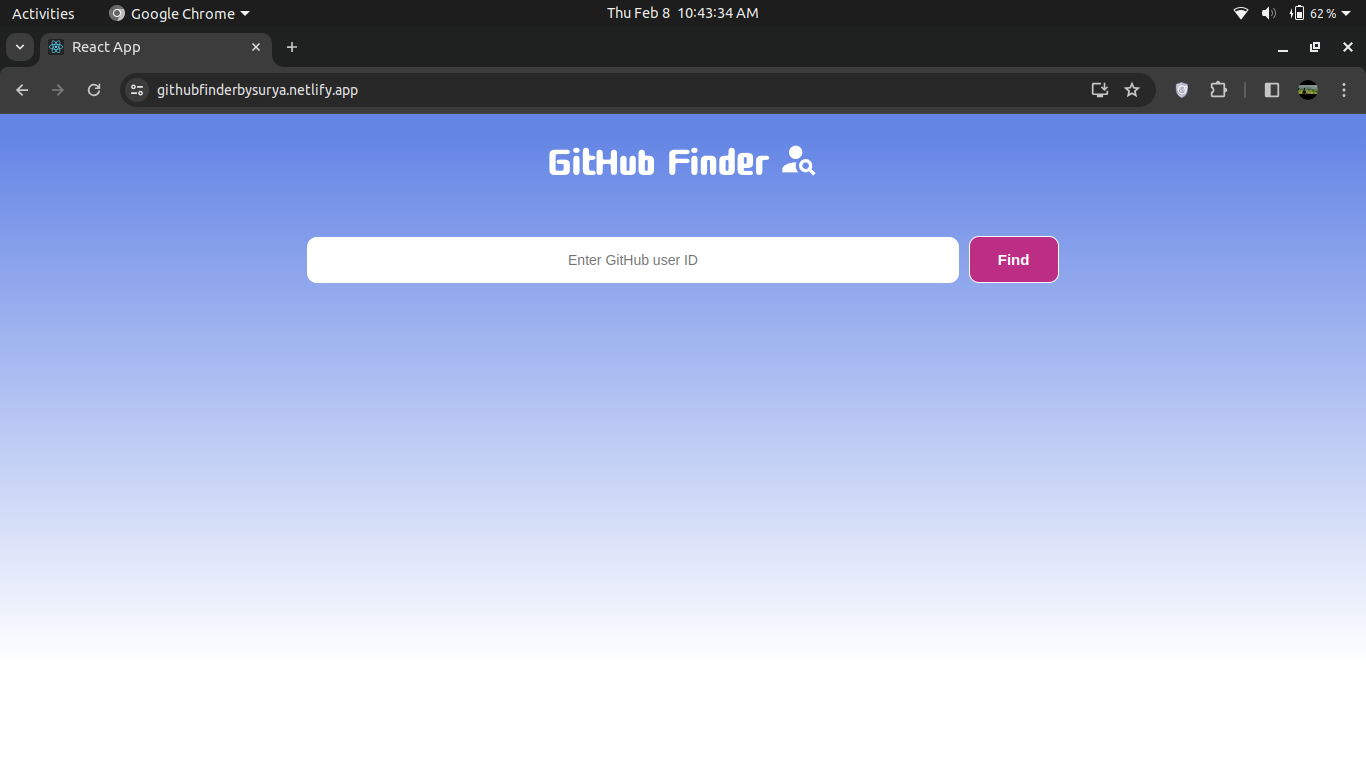 Activities Google Chrome Thu Feb 8 10:43:34 AM 62 %
React App
githubfinderbysurya.netlify.app
GitHub Finder
Enter GitHub user ID Find